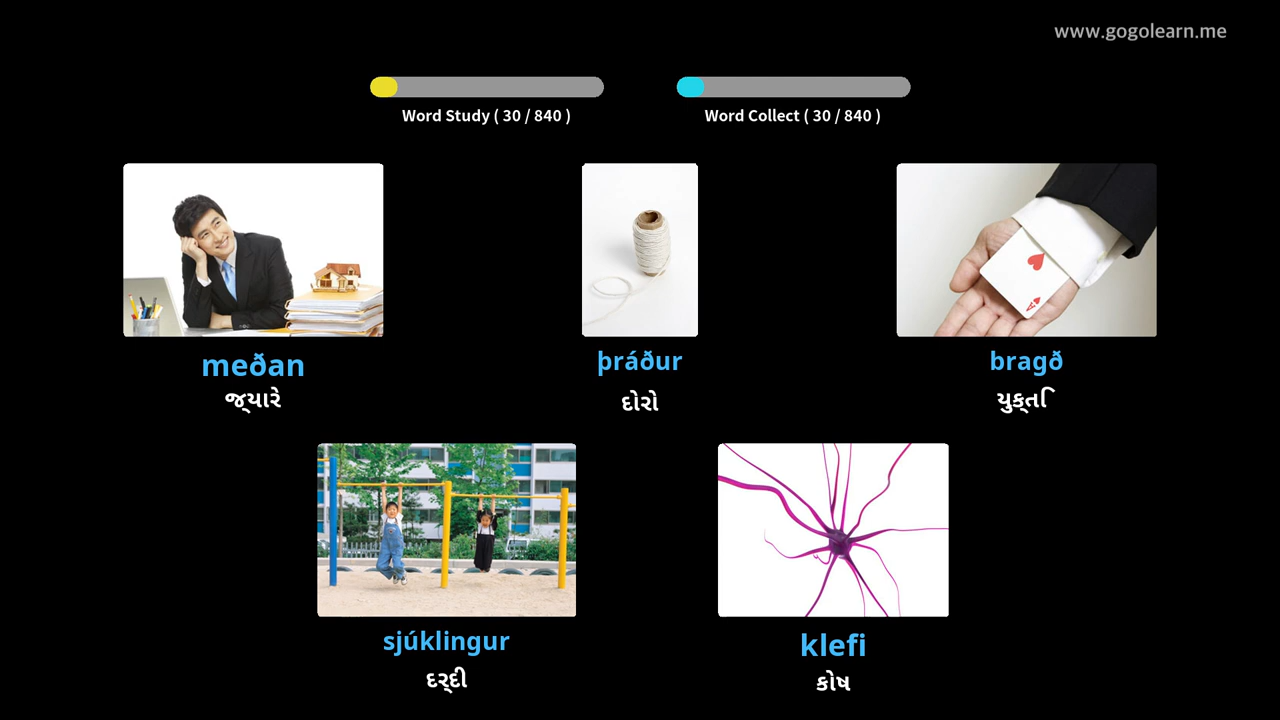 www.gogolearn.me
Word Study ( 30 / 840 )
Word Collect ( 30 / 840 )
meðan
જ્યારે
þráður
દોરો
bragð
યુક્તિ
sjúklingur
દર્દી
klefi
કોષ